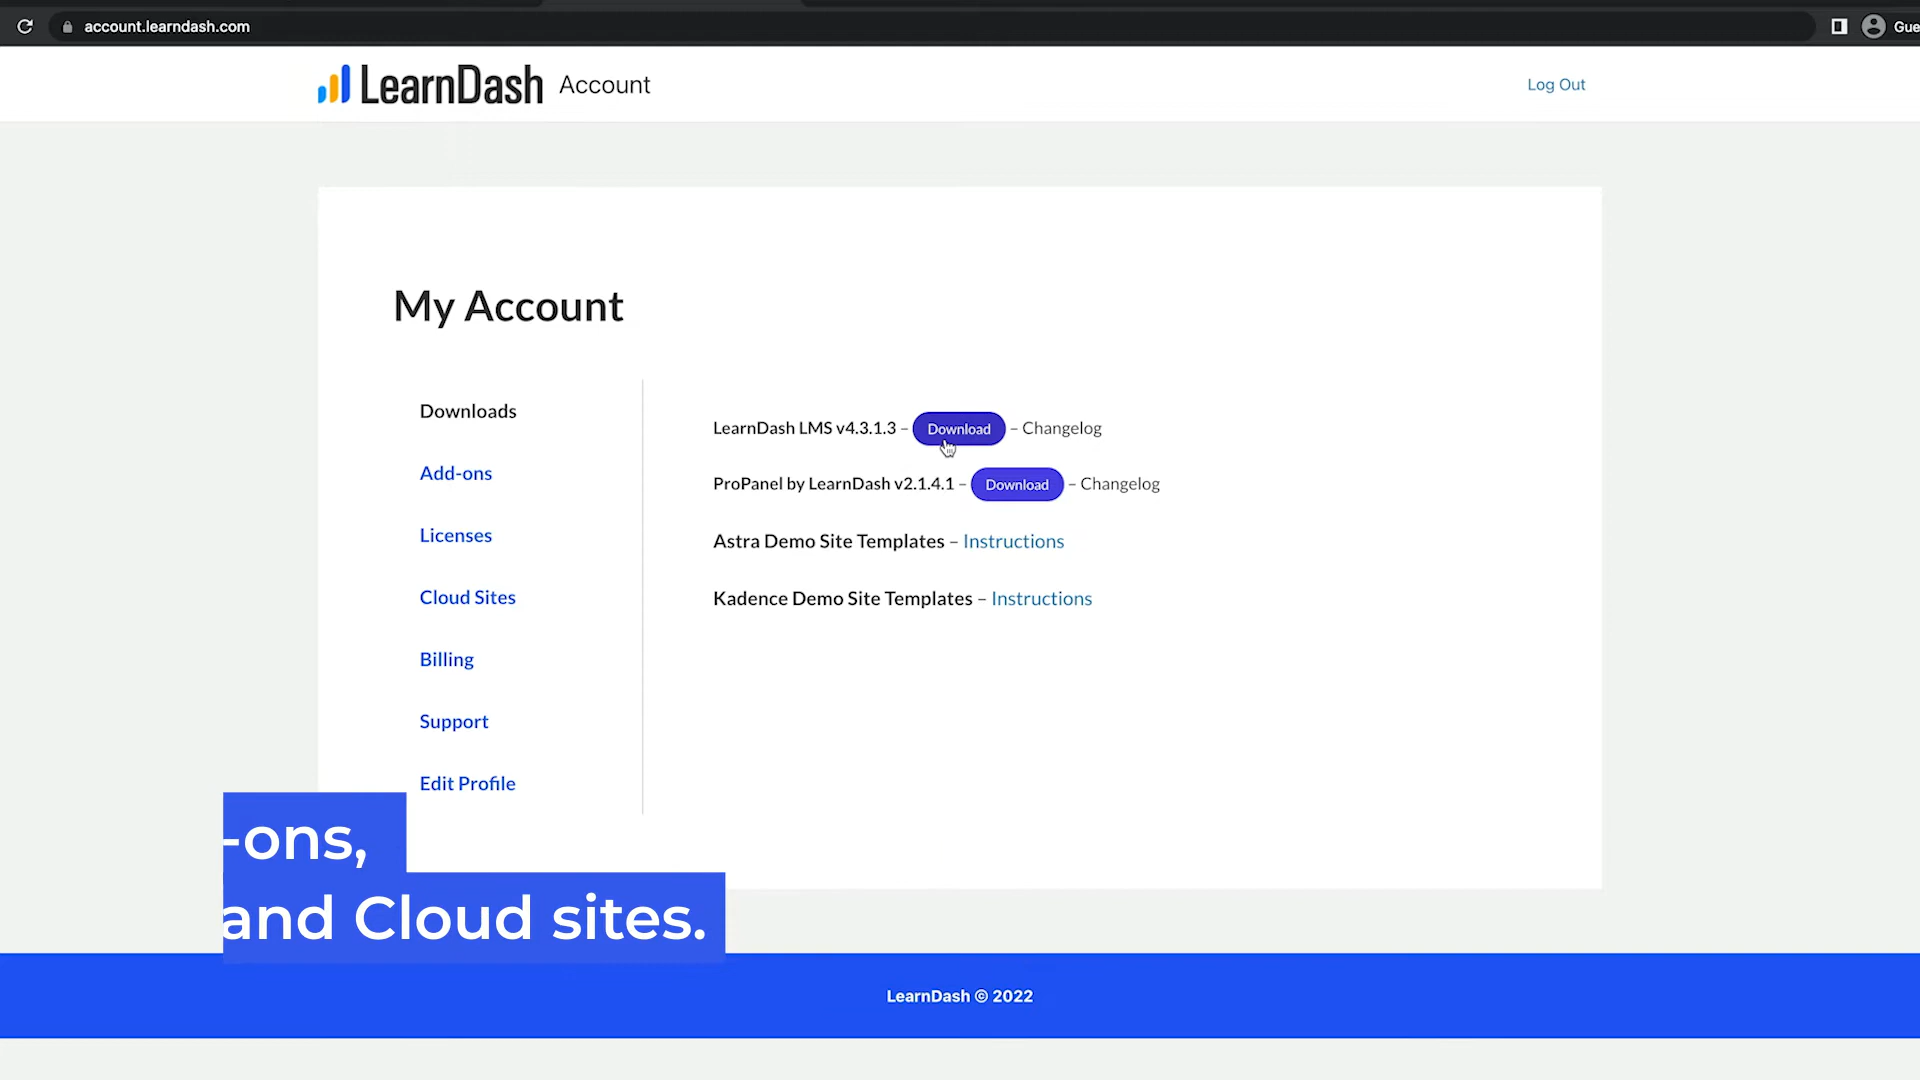 account.learndash.com
Gue
LearnDash Account
Log Out
My Account
Downloads
Add-ons
Licenses
Cloud Sites
Billing
Support
Edit Profile
LearnDash LMS v4.3.1.3 – Download – Changelog
ProPanel by LearnDash v2.1.4.1 – Download – Changelog
Astra Demo Site Templates – Instructions
Kadence Demo Site Templates – Instructions
-ons,
and Cloud sites.
LearnDash © 2022